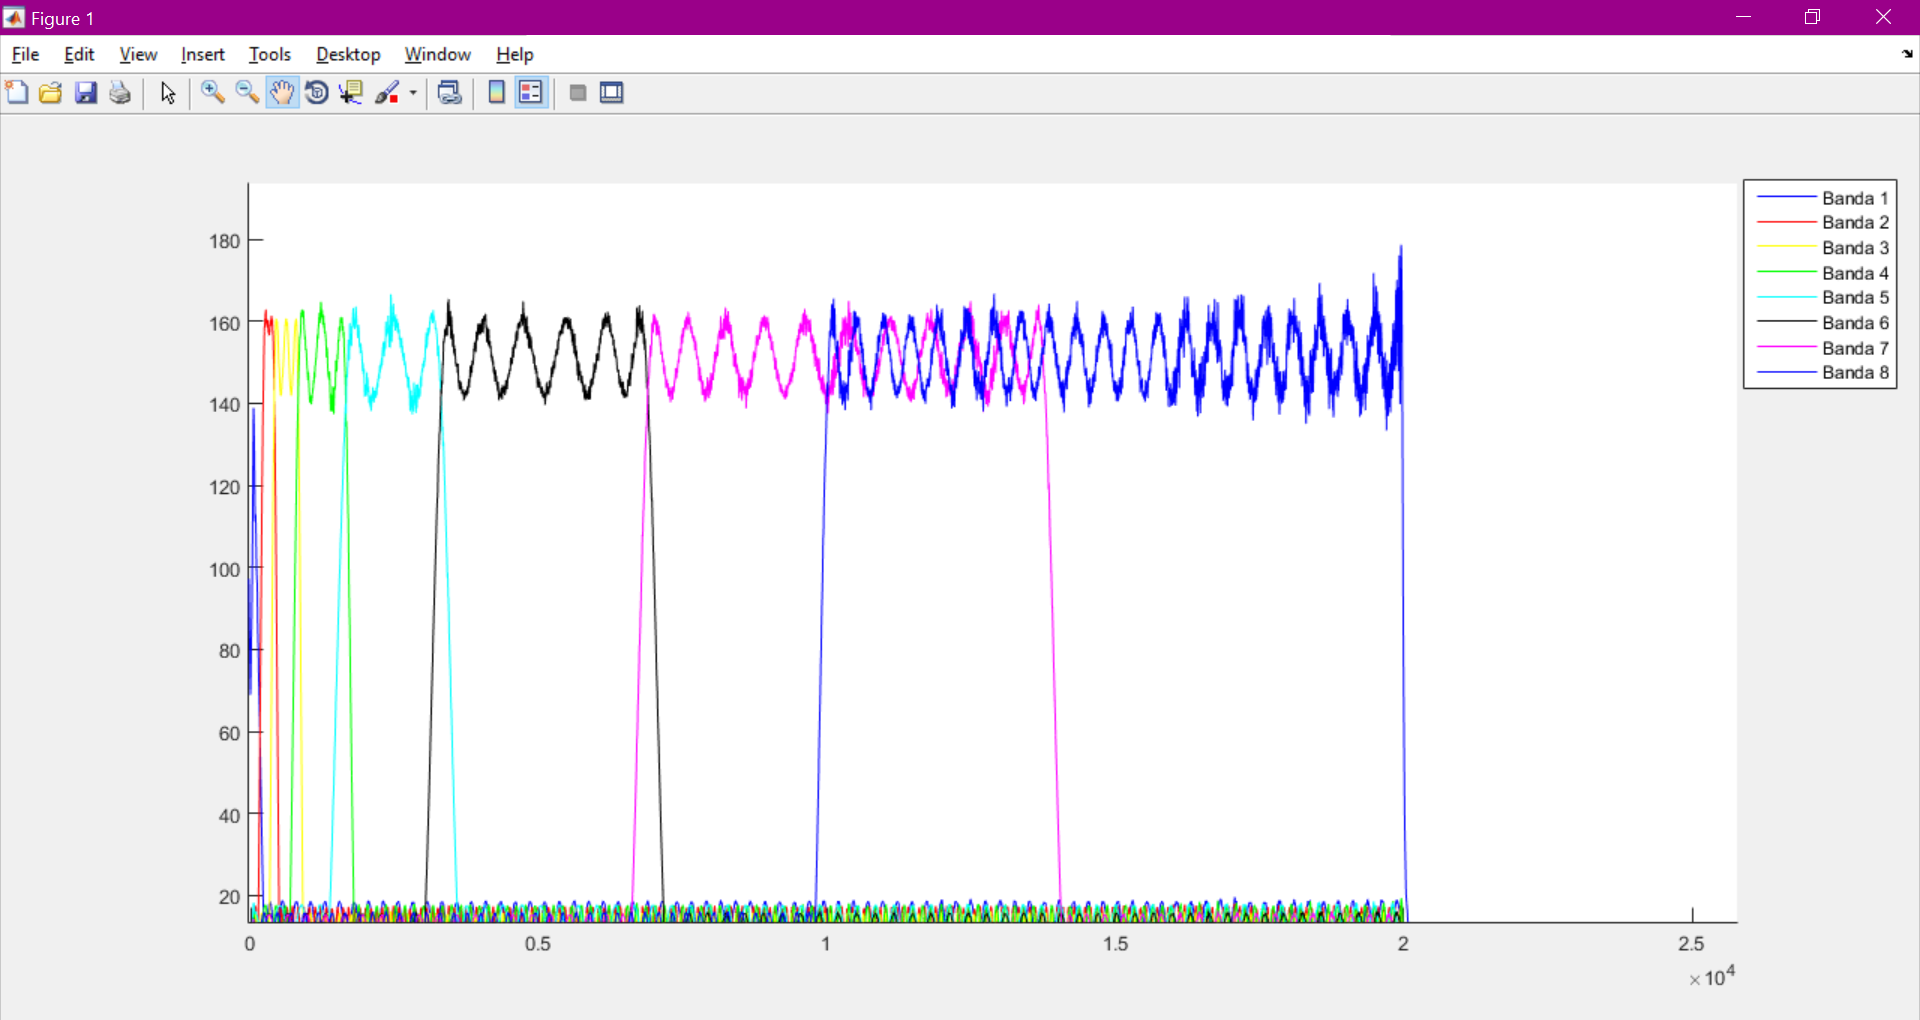 Figure 1
File Edit View Insert Tools Desktop Window Help
180
160
140
120
100
80
60
40
20
0 0.5 1 1.5 2 2.5
×10⁴
Banda 1
Banda 2
Banda 3
Banda 4
Banda 5
Banda 6
Banda 7
Banda 8